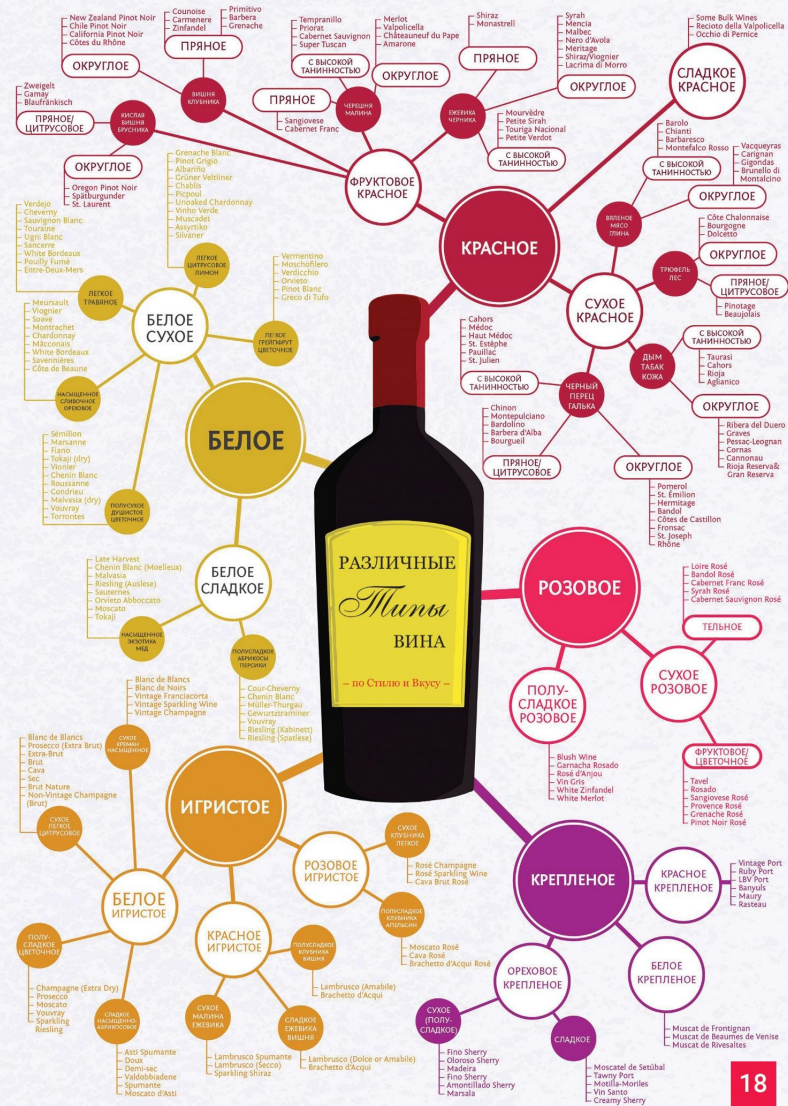 New Zealand Pinot Noir
Chile Pinot Noir
California Pinot Noir
Côtes du Rhône
ОКРУГЛОЕ
Counoise
Carmenere
Zinfandel
Primitivo
Barbera
Grenache
ПРЯНОЕ
ВИШНЯ
КЛУБНИКА
Zweigelt
Gamay
Blaufränkisch
ПРЯНОЕ/
ЦИТРУСОВОЕ
КИСЛАЯ
ВИШНЯ
БРУСНИКА
ОКРУГЛОЕ
Oregon Pinot Noir
Spätburgunder
St. Laurent
Tempranillo
Priorat
Cabernet Sauvignon
Super Tuscan
С ВЫСОКОЙ
ТАНИННОСТЬЮ
Merlot
Valpolicella
Châteauneuf du Pape
Amarone
ОКРУГЛОЕ
ПРЯНОЕ
Sangiovese
Cabernet Franc
ЧЕРЕШНЯ
МАЛИНА
Shiraz
Monastrell
ПРЯНОЕ
Syrah
Mencia
Malbec
Nero d'Avola
Meritage
Shiraz/Viognier
Lacrima di Morro
ОКРУГЛОЕ
ЕЖЕВИКА
ЧЕРНИКА
Mourvèdre
Petite Sirah
Touriga Nacional
Petite Verdot
С ВЫСОКОЙ
ТАНИННОСТЬЮ
ФРУКТОВОЕ
КРАСНОЕ
Some Bulk Wines
Recioto della Valpolicella
Occhio di Pernice
СЛАДКОЕ
КРАСНОЕ
КРАСНОЕ
Barolo
Chianti
Barbaresco
Montefalco Rosso
С ВЫСОКОЙ
ТАНИННОСТЬЮ
Vacqueyras
Carignan
Gigondas
Brunello di
Montalcino
ОКРУГЛОЕ
ВЯЛЕНОЕ
МЯСО
ГЛИНА
Côte Chalonnaise
Bourgogne
Dolcetto
ОКРУГЛОЕ
ТРЮФЕЛЬ
ЛЕС
ПРЯНОЕ/
ЦИТРУСОВОЕ
Pinotage
Beaujolais
СУХОЕ
КРАСНОЕ
ДЫМ
ТАБАК
КОЖА
С ВЫСОКОЙ
ТАНИННОСТЬЮ
Taurasi
Cahors
Rioja
Aglianico
ОКРУГЛОЕ
Ribera del Duero
Graves
Pessac-Leognan
Cornas
Cannonau
Rioja Reserva&
Gran Reserva
Cahors
Médoc
Haut Médoc
St. Estèphe
Pauillac
St. Julien
С ВЫСОКОЙ
ТАНИННОСТЬЮ
ЧЕРНЫЙ
ПЕРЕЦ
ГАЛЬКА
Chinon
Montepulciano
Bardolino
Barbera d'Alba
Bourgueil
ПРЯНОЕ/
ЦИТРУСОВОЕ
ОКРУГЛОЕ
Pomerol
St. Émilion
Hermitage
Bandol
Côtes de Castillon
Fronsac
St. Joseph
Rhône
Verdejo
Cheverny
Sauvignon Blanc
Touraine
Ugni Blanc
Sancerre
White Bordeaux
Pouilly Fumé
Entre-Deux-Mers
ЛЕГКОЕ
ТРАВЯНОЕ
Grenache Blanc
Pinot Grigio
Albariño
Grüner Veltliner
Chablis
Picpoul
Unoaked Chardonnay
Vinho Verde
Muscadet
Assyrtiko
Silvaner
ЛЕГКОЕ
ЦИТРУСОВОЕ
ЛИМОН
Vermentino
Moschofilero
Verdicchio
Orvieto
Pinot Blanc
Greco di Tufo
ЛЕГКОЕ
ГРЕЙПФРУТ
ЦВЕТОЧНОЕ
БЕЛОЕ
СУХОЕ
Meursault
Viognier
Soave
Montrachet
Chardonnay
Mâcconais
White Bordeaux
Savennières
Côte de Beaune
НАСЫЩЕННОЕ
СЛИВОЧНОЕ
ОРЕХОВОЕ
Sémillon
Marsanne
Fiano
Tokaji (dry)
Vionier
Chenin Blanc
Roussanne
Condrieu
Malvasia (dry)
Vouvray
Torrontes
ПОЛУСУХОЕ
ДУШИСТОЕ
ЦВЕТОЧНОЕ
БЕЛОЕ
БЕЛОЕ
СЛАДКОЕ
Late Harvest
Chenin Blanc (Moelleux)
Malvasia
Riesling (Auslese)
Sauternes
Orvieto Abboccato
Moscato
Tokaji
НАСЫЩЕННОЕ
ЭКЗОТИКА
МЕД
ПОЛУСЛАДКОЕ
АБРИКОСЫ
ПЕРСИКИ
Cour-Cheverny
Chenin Blanc
Müller-Thurgau
Gewurtzraminer
Vouvray
Riesling (Kabinett)
Riesling (Spatlese)
РАЗЛИЧНЫЕ
Типы
ВИНА
– по Стилю и Вкусу –
РОЗОВОЕ
Loire Rosé
Bandol Rosé
Cabernet Franc Rosé
Syrah Rosé
Cabernet Sauvignon Rosé
ТЕЛЬНОЕ
СУХОЕ
РОЗОВОЕ
ФРУКТОВОЕ/
ЦВЕТОЧНОЕ
Tavel
Rosado
Sangiovese Rosé
Provence Rosé
Grenache Rosé
Pinot Noir Rosé
ПОЛУ-
СЛАДКОЕ
РОЗОВОЕ
Blush Wine
Garnacha Rosado
Rosé d'Anjou
Vin Gris
White Zinfandel
White Merlot
Blanc de Blancs
Blanc de Noirs
Vintage Franciacorta
Vintage Sparkling Wine
Vintage Champagne
СУХОЕ
КРЕМАН
НАСЫЩЕННОЕ
Blanc de Blancs
Prosecco (Extra Brut)
Extra-Brut
Brut
Cava
Sec
Brut Nature
Non-Vintage Champagne
(Brut)
СУХОЕ
ЛЕГКОЕ
ЦИТРУСОВОЕ
ИГРИСТОЕ
БЕЛОЕ
ИГРИСТОЕ
ПОЛУ-
СЛАДКОЕ
ЦВЕТОЧНОЕ
Champagne (Extra Dry)
Prosecco
Moscato
Vouvray
Sparkling
Riesling
СЛАДКОЕ
НАСЫЩЕННО-
АБРИКОСОВОЕ
Asti Spumante
Doux
Demi-sec
Valdobbiadene
Spumante
Moscato d'Asti
КРАСНОЕ
ИГРИСТОЕ
СУХОЕ
МАЛИНА
ЕЖЕВИКА
Lambrusco Spumante
Lambrusco (Secco)
Sparkling Shiraz
СЛАДКОЕ
ЕЖЕВИКА
ВИШНЯ
Lambrusco (Dolce or Amabile)
Brachetto d'Acqui
ПОЛУСЛАДКОЕ
КЛУБНИКА
ВИШНЯ
Lambrusco (Amabile)
Brachetto d'Acqui
РОЗОВОЕ
ИГРИСТОЕ
СУХОЕ
КЛУБНИКА
ЛЕГКОЕ
Rosé Champagne
Rosé Sparkling Wine
Cava Brut Rosé
ПОЛУСЛАДКОЕ
КЛУБНИКА
АПЕЛЬСИН
Moscato Rosé
Cava Rosé
Brachetto d'Acqui Rosé
КРЕПЛЕНОЕ
КРАСНОЕ
КРЕПЛЕНОЕ
Vintage Port
Ruby Port
LBV Port
Banyuls
Maury
Rasteau
БЕЛОЕ
КРЕПЛЕНОЕ
Muscat de Frontignan
Muscat de Beaumes de Venise
Muscat de Rivesaltes
ОРЕХОВОЕ
КРЕПЛЕНОЕ
СУХОЕ
(ПОЛУ-
СЛАДКОЕ)
Fino Sherry
Oloroso Sherry
Madeira
Fino Sherry
Amontillado Sherry
Marsala
СЛАДКОЕ
Moscatel de Setúbal
Tawny Port
Motilla-Moriles
Vin Santo
Creamy Sherry
18